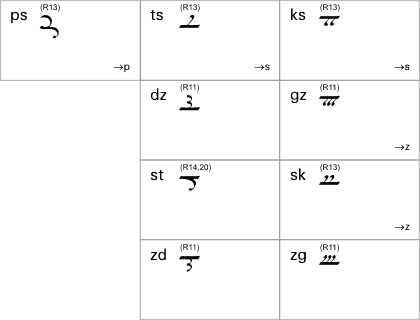 ps (R13) →p
ts (R13) →s
ks (R13) →s
dz (R11)
gz (R11) →z
st (R14,20)
sk (R13) →z
zd (R11)
zg (R11)